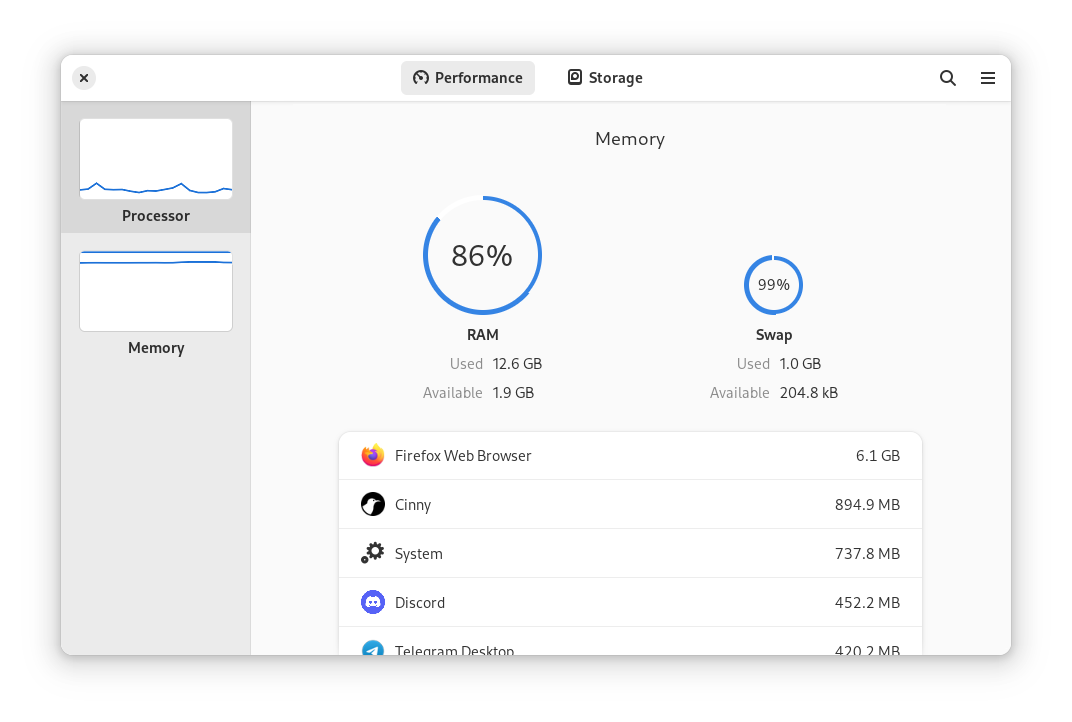 Performance
Storage
Processor
Memory
Memory
86%
99%
RAM
Swap
Used 12.6 GB
Used 1.0 GB
Available 1.9 GB
Available 204.8 kB
Firefox Web Browser 6.1 GB
Cinny 894.9 MB
System 737.8 MB
Discord 452.2 MB
Telegram Desktop 420.2 MB